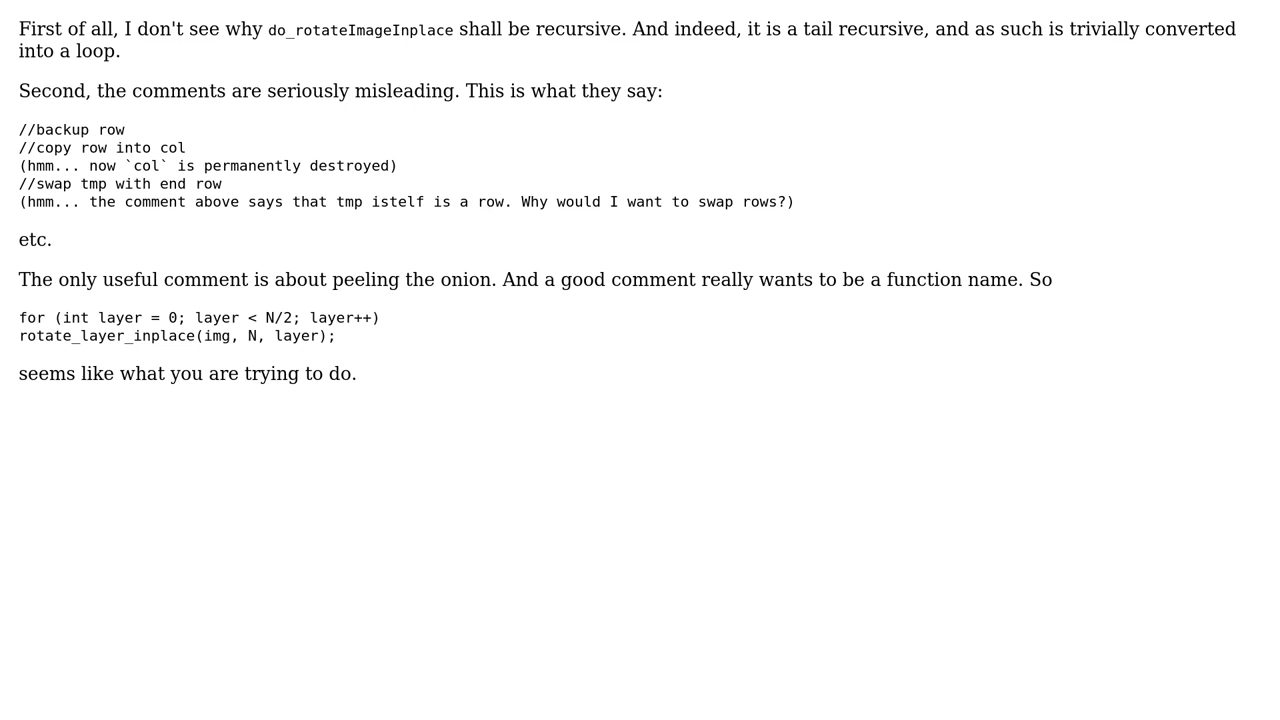 First of all, I don't see why do_rotateImageInplace shall be recursive. And indeed, it is a tail recursive, and as such is trivially converted
into a loop.
Second, the comments are seriously misleading. This is what they say:
//backup row
//copy row into col
(hmm... now `col` is permanently destroyed)
//swap tmp with end row
(hmm... the comment above says that tmp istelf is a row. Why would I want to swap rows?)
etc.
The only useful comment is about peeling the onion. And a good comment really wants to be a function name. So
for (int layer = 0; layer < N/2; layer++)
rotate_layer_inplace(img, N, layer);
seems like what you are trying to do.